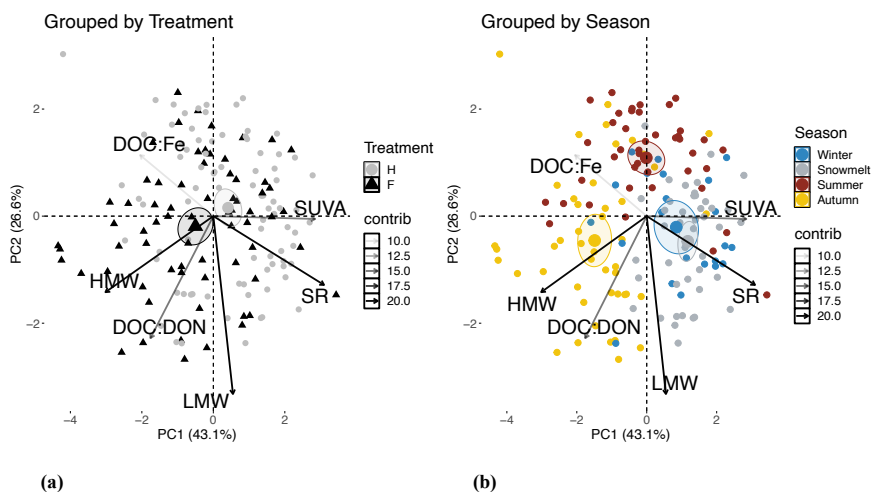 Grouped by Treatment
2
0
−2
−4
−2
0
2
PC2 (26.6%)
PC1 (43.1%)
DOC:Fe
SUVA
HMW
SR
DOC:DON
LMW
Treatment
H
F
contrib
10.0
12.5
15.0
17.5
20.0
(a)
Grouped by Season
2
0
−2
−4
−2
0
2
PC2 (26.6%)
PC1 (43.1%)
DOC:Fe
SUVA
HMW
SR
DOC:DON
LMW
Season
Winter
Snowmelt
Summer
Autumn
contrib
10.0
12.5
15.0
17.5
20.0
(b)